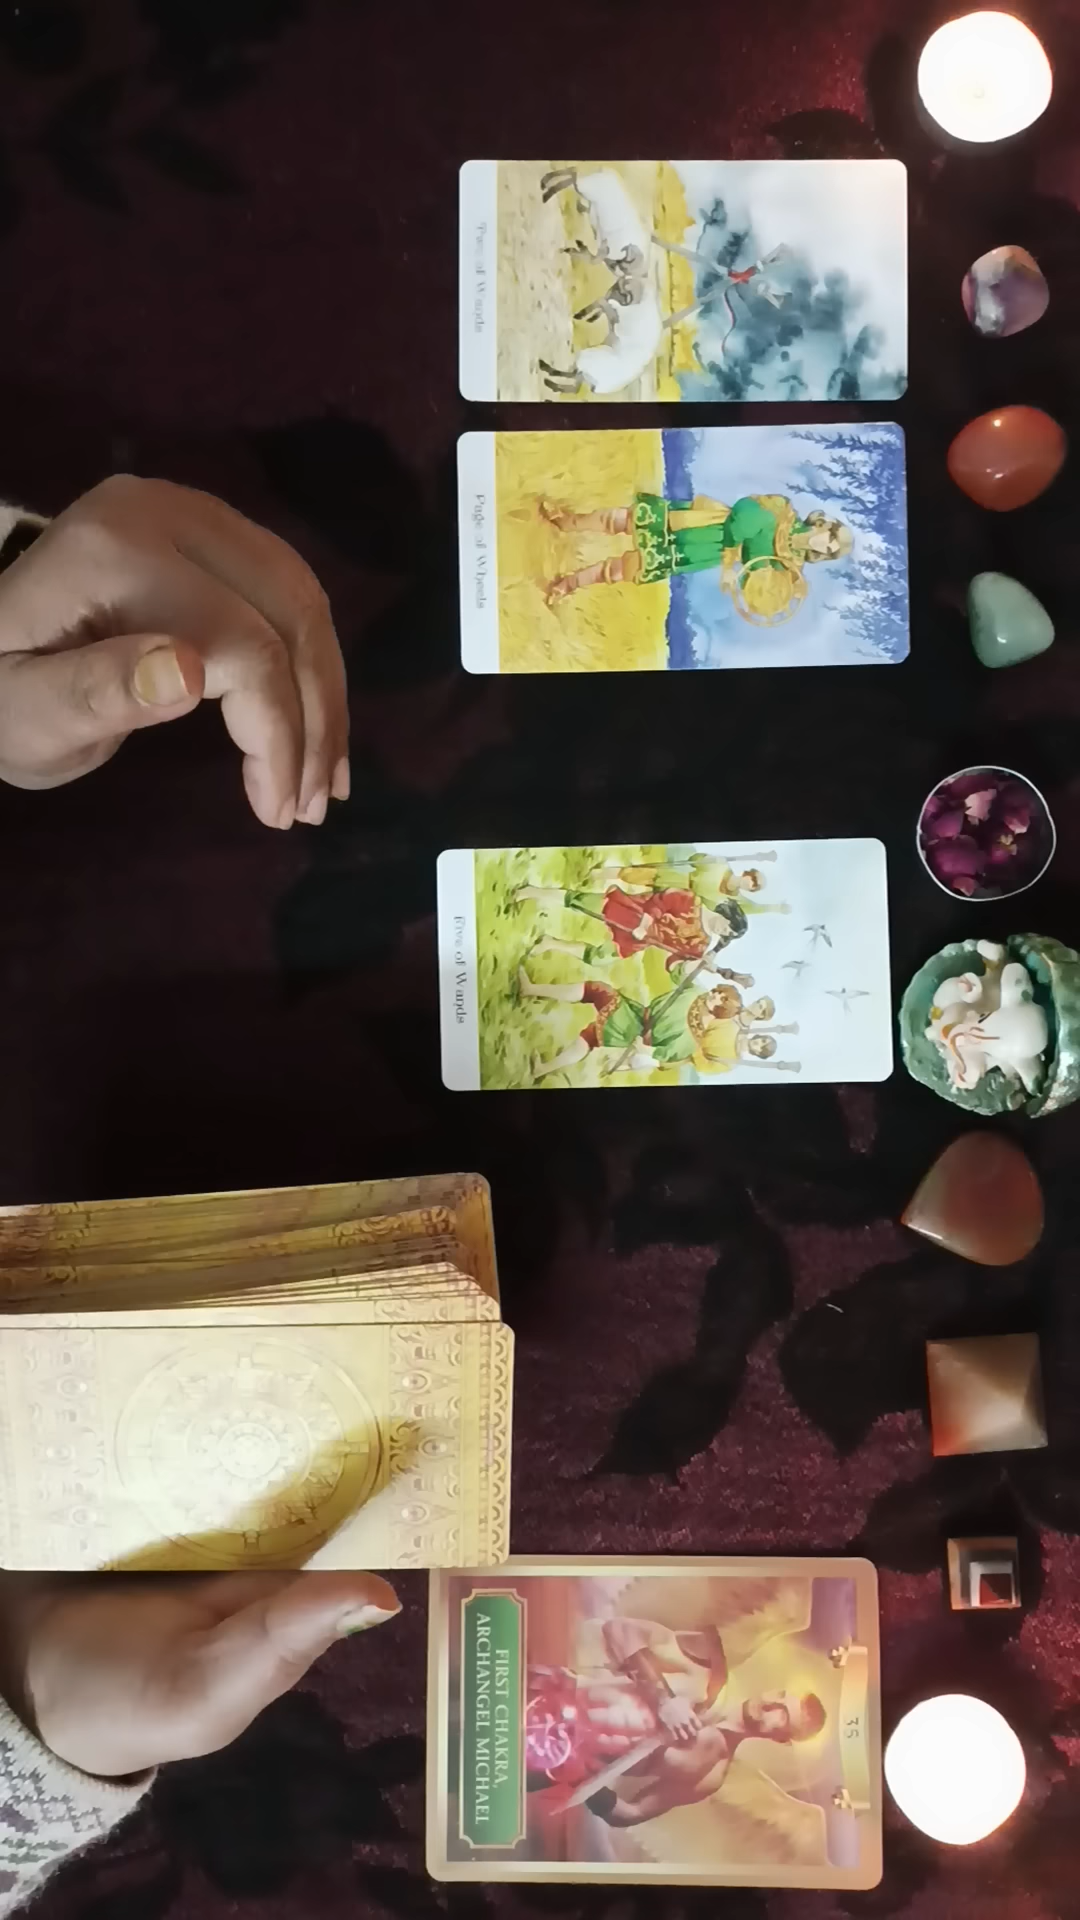 Two of Wands
Page of Wheels
Five of Wands
35
FIRST CHAKRA,
ARCHANGEL MICHAEL